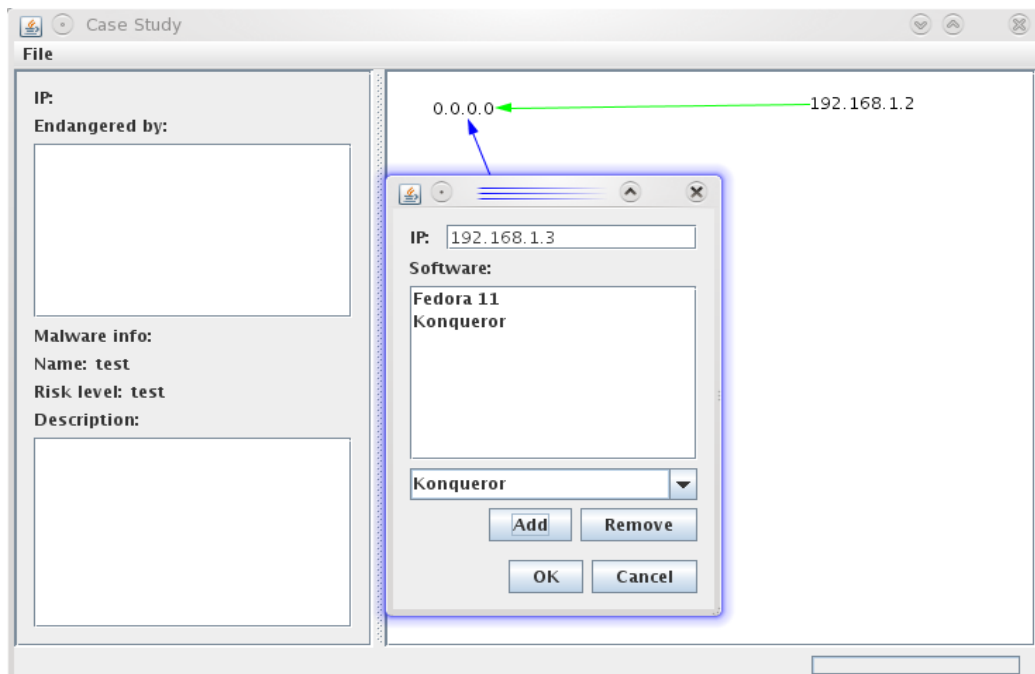 Case Study
File
IP:
Endangered by:
Malware info:
Name: test
Risk level: test
Description:
0.0.0.0
192.168.1.2
IP: 192.168.1.3
Software:
Fedora 11
Konqueror
Konqueror
Add Remove
OK Cancel